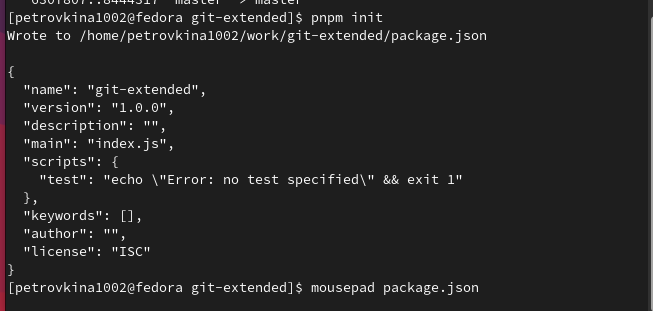 [petrovkina1002@fedora git-extended]$ pnpm init
Wrote to /home/petrovkina1002/work/git-extended/package.json
{
  "name": "git-extended",
  "version": "1.0.0",
  "description": "",
  "main": "index.js",
  "scripts": {
    "test": "echo \"Error: no test specified\" && exit 1"
  },
  "keywords": [],
  "author": "",
  "license": "ISC"
}
[petrovkina1002@fedora git-extended]$ mousepad package.json